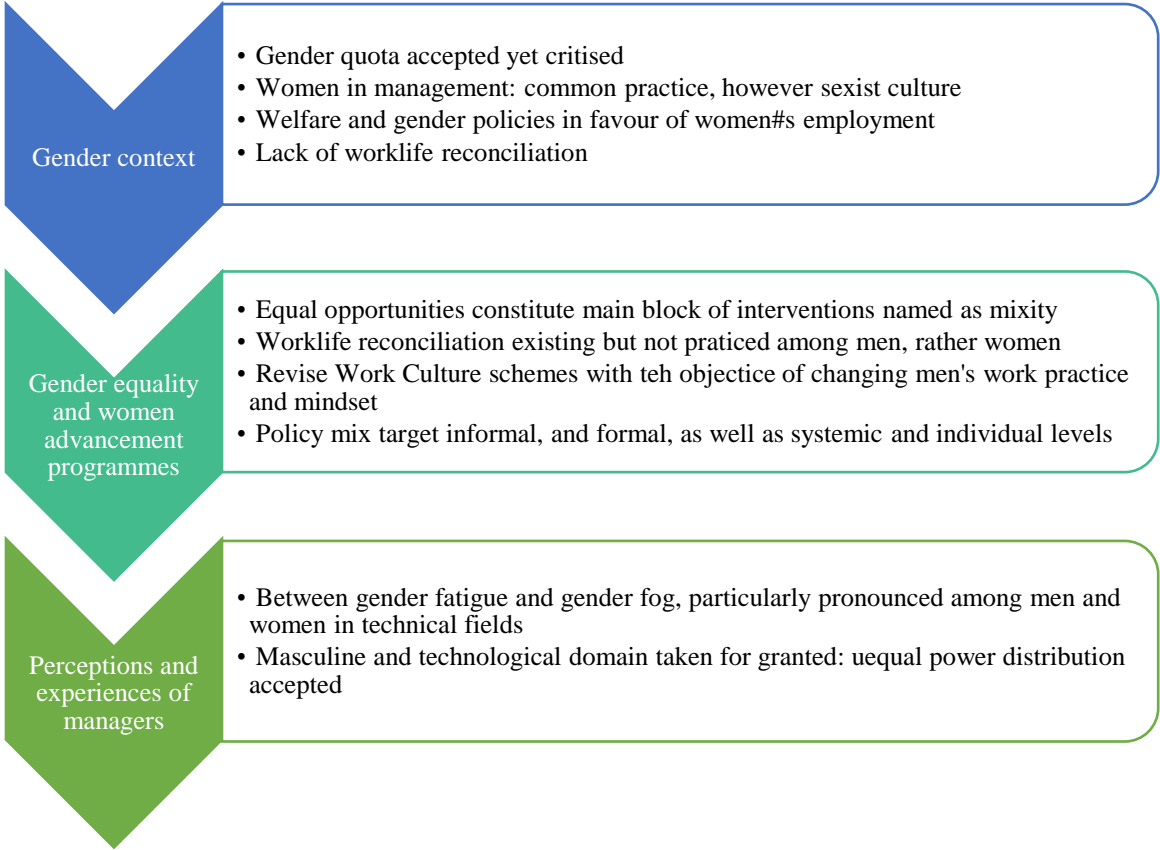 Gender context
• Gender quota accepted yet critised
• Women in management: common practice, however sexist culture
• Welfare and gender policies in favour of women#s employment
• Lack of worklife reconciliation
Gender equality
and women
advancement
programmes
• Equal opportunities constitute main block of interventions named as mixity
• Worklife reconciliation existing but not praticed among men, rather women
• Revise Work Culture schemes with teh objectice of changing men's work practice
and mindset
• Policy mix target informal, and formal, as well as systemic and individual levels
Perceptions and
experiences of
managers
• Between gender fatigue and gender fog, particularly pronounced among men and
women in technical fields
• Masculine and technological domain taken for granted: uequal power distribution
accepted